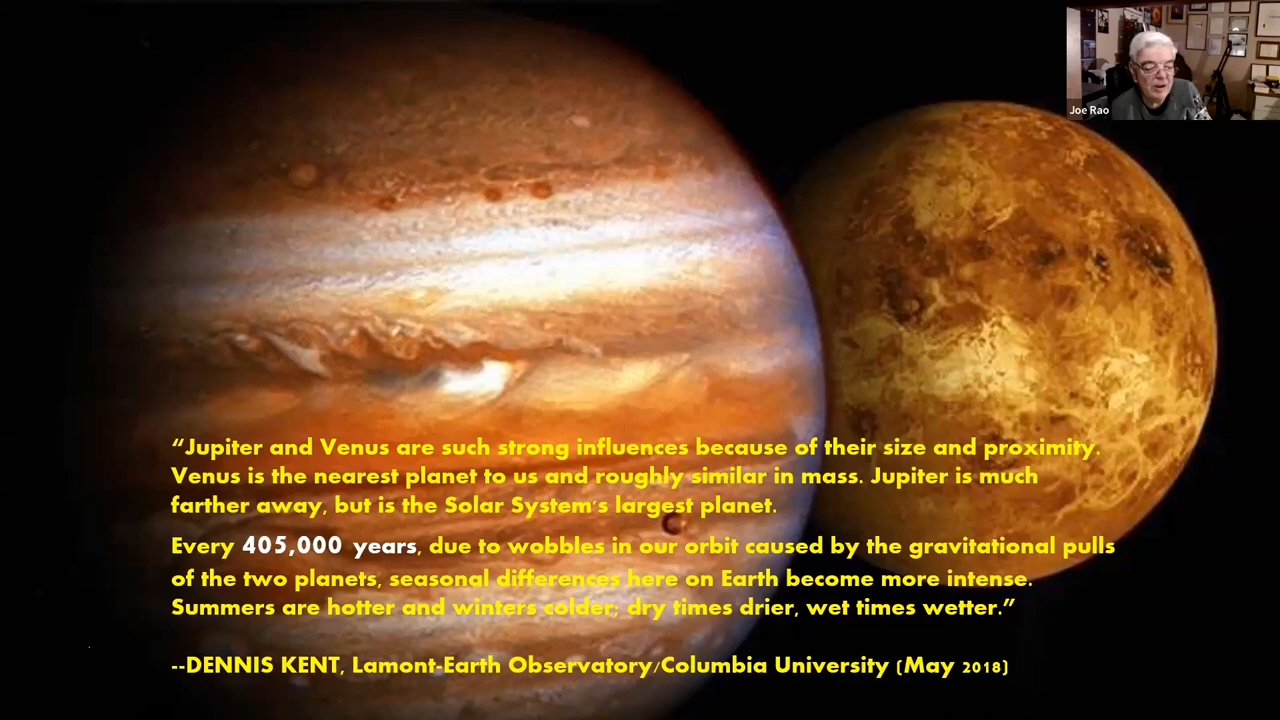 Joe Rao
“Jupiter and Venus are such strong influences because of their size and proximity.
Venus is the nearest planet to us and roughly similar in mass. Jupiter is much
farther away, but is the Solar System's largest planet.
Every 405,000 years, due to wobbles in our orbit caused by the gravitational pulls
of the two planets, seasonal differences here on Earth become more intense.
Summers are hotter and winters colder; dry times drier, wet times wetter.”
--DENNIS KENT, Lamont-Earth Observatory/Columbia University (May 2018)